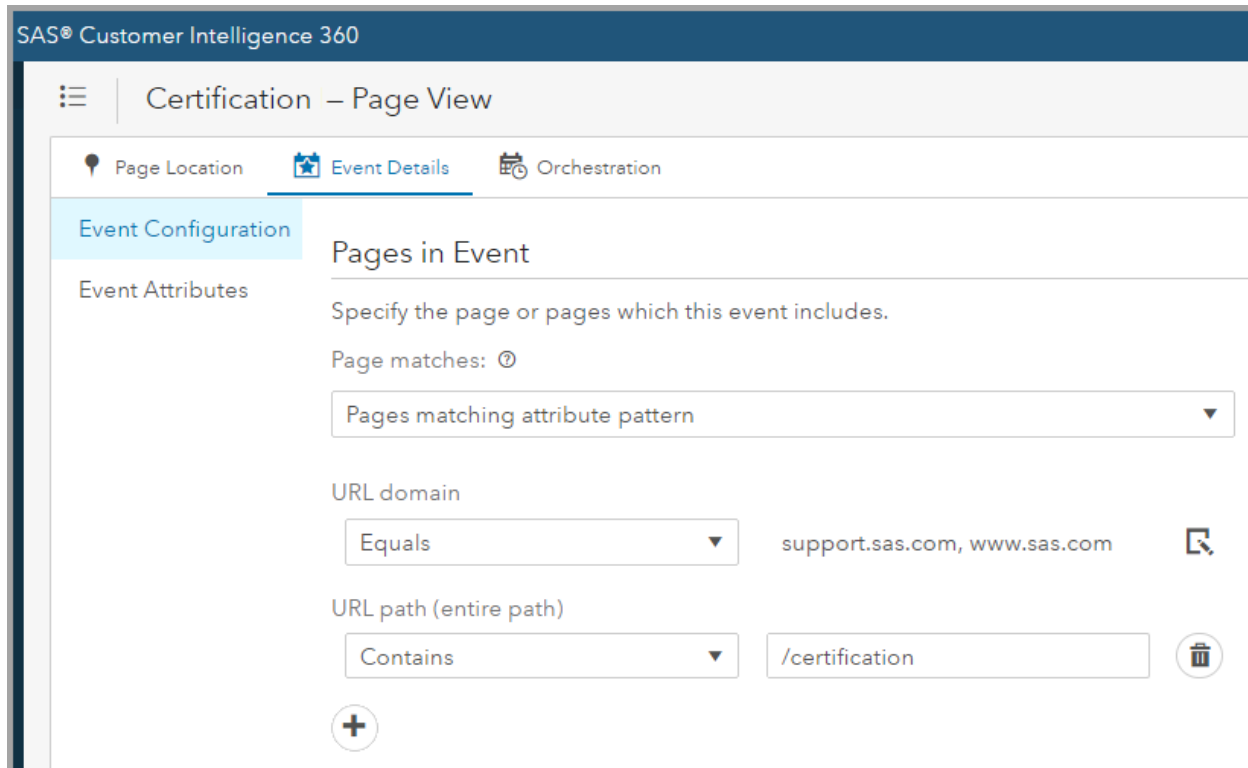 SAS® Customer Intelligence 360
Certification – Page View
Page Location Event Details Orchestration
Event Configuration
Event Attributes
Pages in Event
Specify the page or pages which this event includes.
Page matches:
Pages matching attribute pattern
URL domain
Equals support.sas.com, www.sas.com
URL path (entire path)
Contains /certification